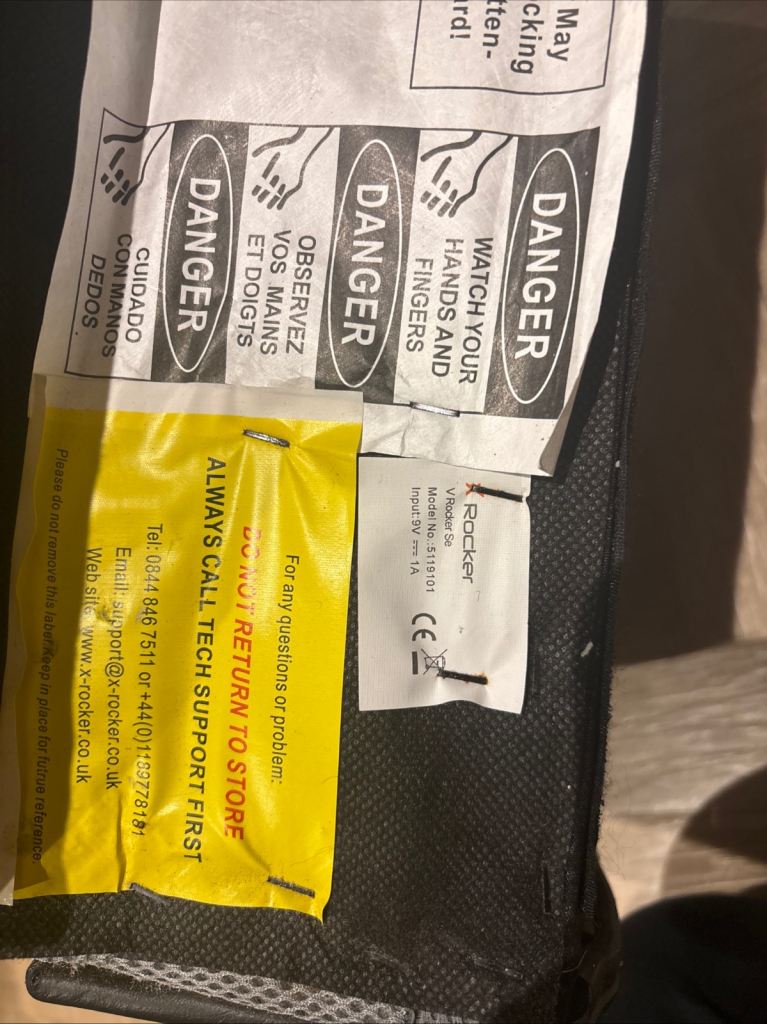 May
cking
tten-
rd!
DANGER
WATCH YOUR
HANDS AND
FINGERS
DANGER
OBSERVEZ
VOS MAINS
ET DOIGTS
DANGER
CUIDADO
CON MANOS
DEDOS
X ROCKER
V Rocker Se
Model No.:5119101
Input:9V ⎓ 1A
CE
For any questions or problem:
DO NOT RETURN TO STORE
ALWAYS CALL TECH SUPPORT FIRST
Tel: 0844 846 7511 or +44(0)1189778181
Email: support@x-rocker.co.uk
Web site: www.x-rocker.co.uk
Please do not remove this label.Keep in place for futrue reference.